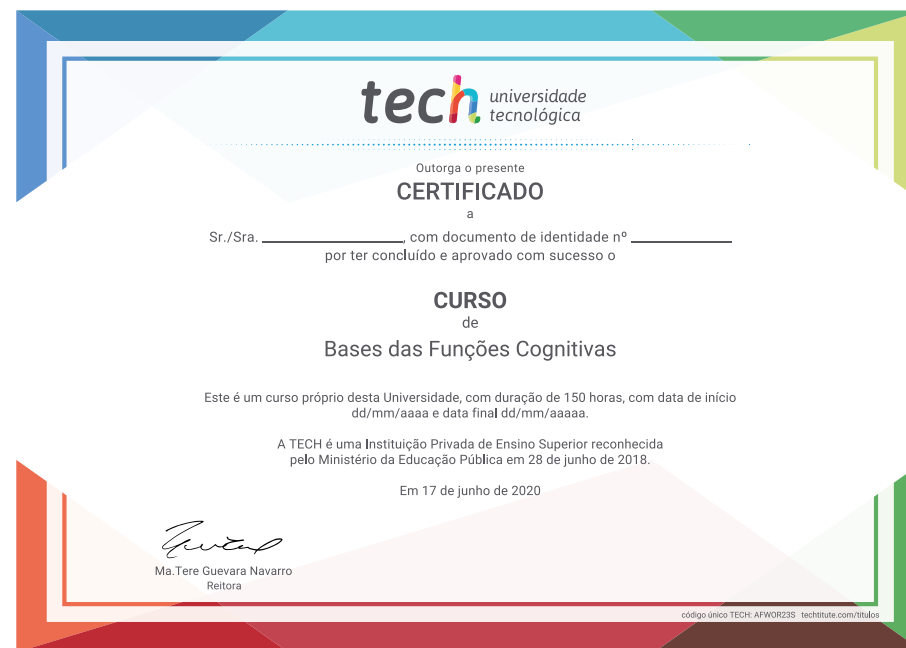 tech universidade
tecnológica
Outorga o presente
CERTIFICADO
a
Sr./Sra. ____________, com documento de identidade nº ____________
por ter concluído e aprovado com sucesso o
CURSO
de
Bases das Funções Cognitivas
Este é um curso próprio desta Universidade, com duração de 150 horas, com data de início
dd/mm/aaaa e data final dd/mm/aaaaa.
A TECH é uma Instituição Privada de Ensino Superior reconhecida
pelo Ministério da Educação Pública em 28 de junho de 2018.
Em 17 de junho de 2020
Ma.Tere Guevara Navarro
Reitora
código único TECH: AFWOR23S techtitute.com/titulos